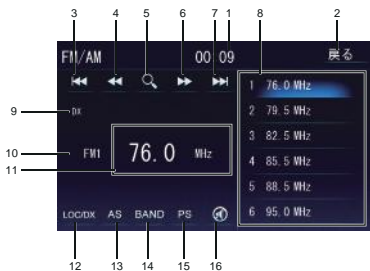 3 4 5 6 7 1 8 2
FM/AM 00 09 戻る
1 76.0 MHz
2 79.5 MHz
3 82.5 MHz
4 85.5 MHz
5 88.5 MHz
6 95.0 MHz
9 DX
10 FM1 76.0 MHz
11
LOC/DX AS BAND PS
12 13 14 15 16